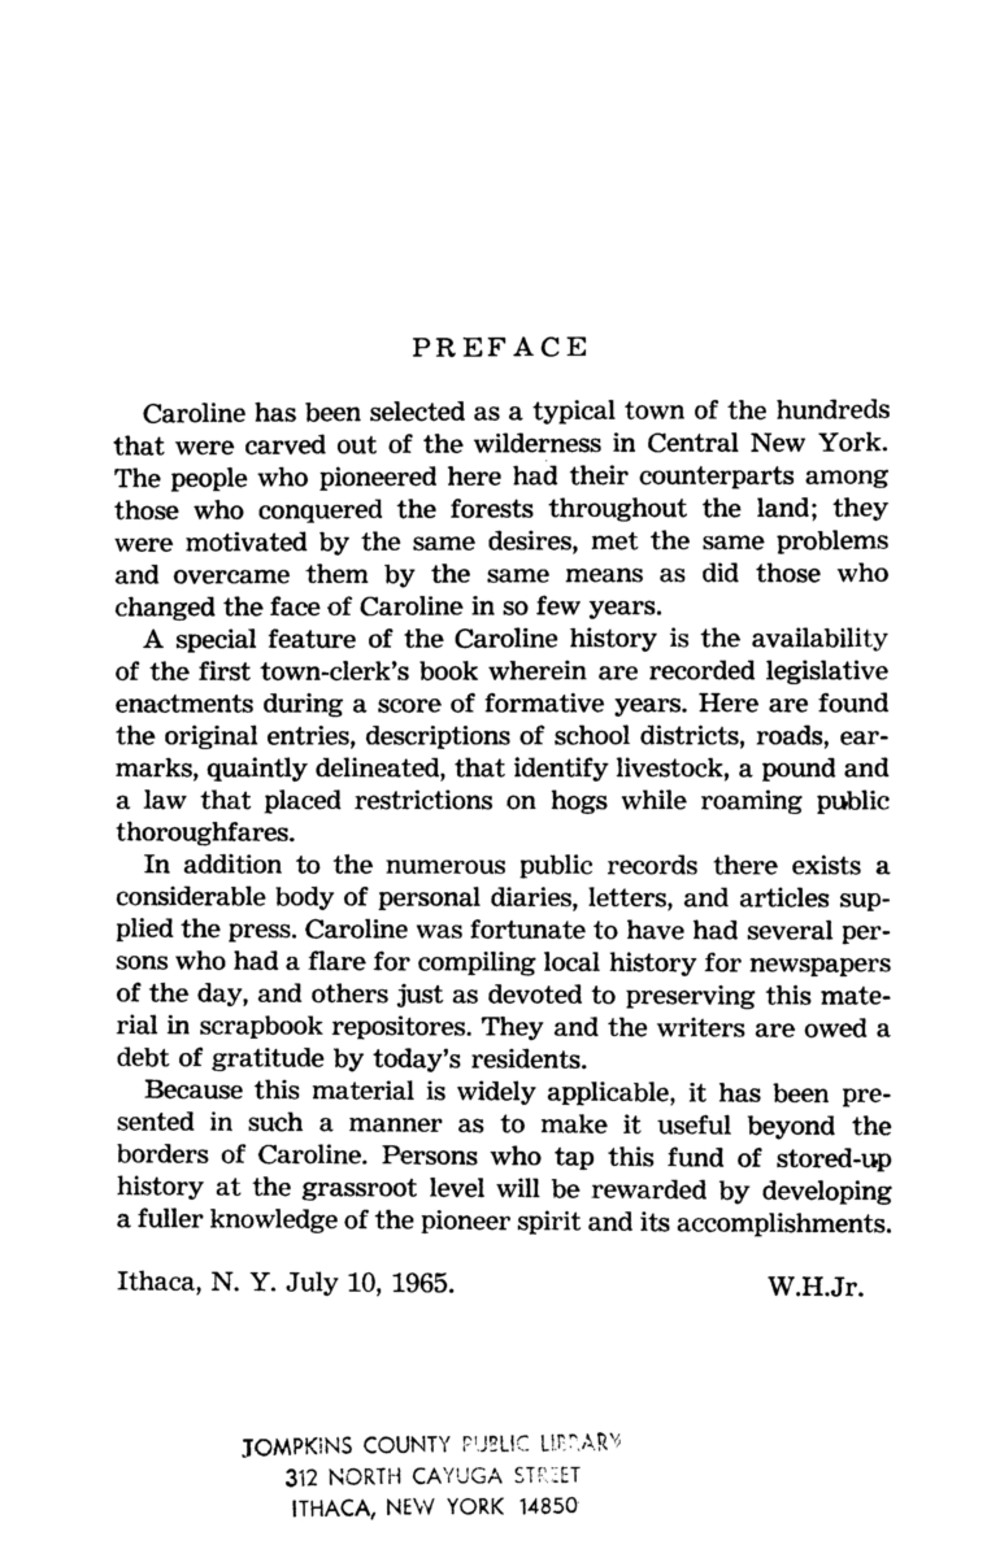 PREFACE
Caroline has been selected as a typical town of the hundreds
that were carved out of the wilderness in Central New York.
The people who pioneered here had their counterparts among
those who conquered the forests throughout the land; they
were motivated by the same desires, met the same problems
and overcame them by the same means as did those who
changed the face of Caroline in so few years.
A special feature of the Caroline history is the availability
of the first town-clerk's book wherein are recorded legislative
enactments during a score of formative years. Here are found
the original entries, descriptions of school districts, roads, ear-
marks, quaintly delineated, that identify livestock, a pound and
a law that placed restrictions on hogs while roaming public
thoroughfares.
In addition to the numerous public records there exists a
considerable body of personal diaries, letters, and articles sup-
plied the press. Caroline was fortunate to have had several per-
sons who had a flare for compiling local history for newspapers
of the day, and others just as devoted to preserving this mate-
rial in scrapbook repositores. They and the writers are owed a
debt of gratitude by today's residents.
Because this material is widely applicable, it has been pre-
sented in such a manner as to make it useful beyond the
borders of Caroline. Persons who tap this fund of stored-up
history at the grassroot level will be rewarded by developing
a fuller knowledge of the pioneer spirit and its accomplishments.
Ithaca, N. Y. July 10, 1965. W.H.Jr.
JOMPKINS COUNTY PUBLIC LIBRARY
312 NORTH CAYUGA STREET
ITHACA, NEW YORK 14850